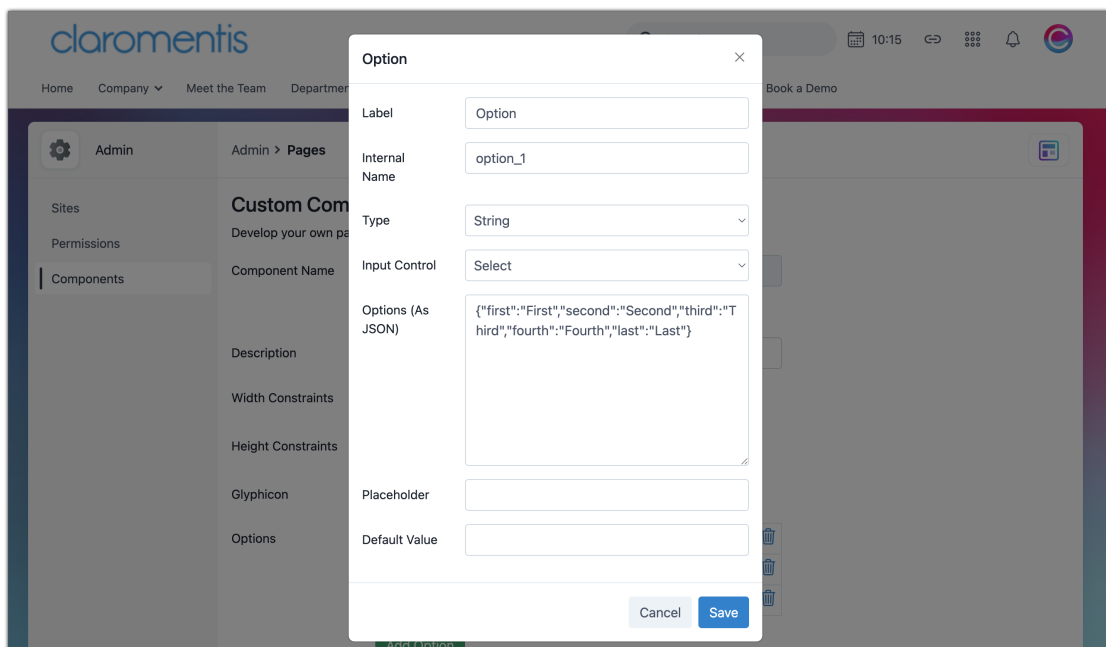 claromentis
10:15
Home Company Meet the Team Book a Demo
Option
Label
Option
Internal
Name
option_1
Type
String
Input Control
Select
Options (As
JSON)
{"first":"First","second":"Second","third":"T
hird","fourth":"Fourth","last":"Last"}
Placeholder
Default Value
Cancel Save
Admin
Admin > Pages
Sites
Permissions
Components
Custom Com
Develop your own pa
Component Name
Description
Width Constraints
Height Constraints
Glyphicon
Options
Add Option